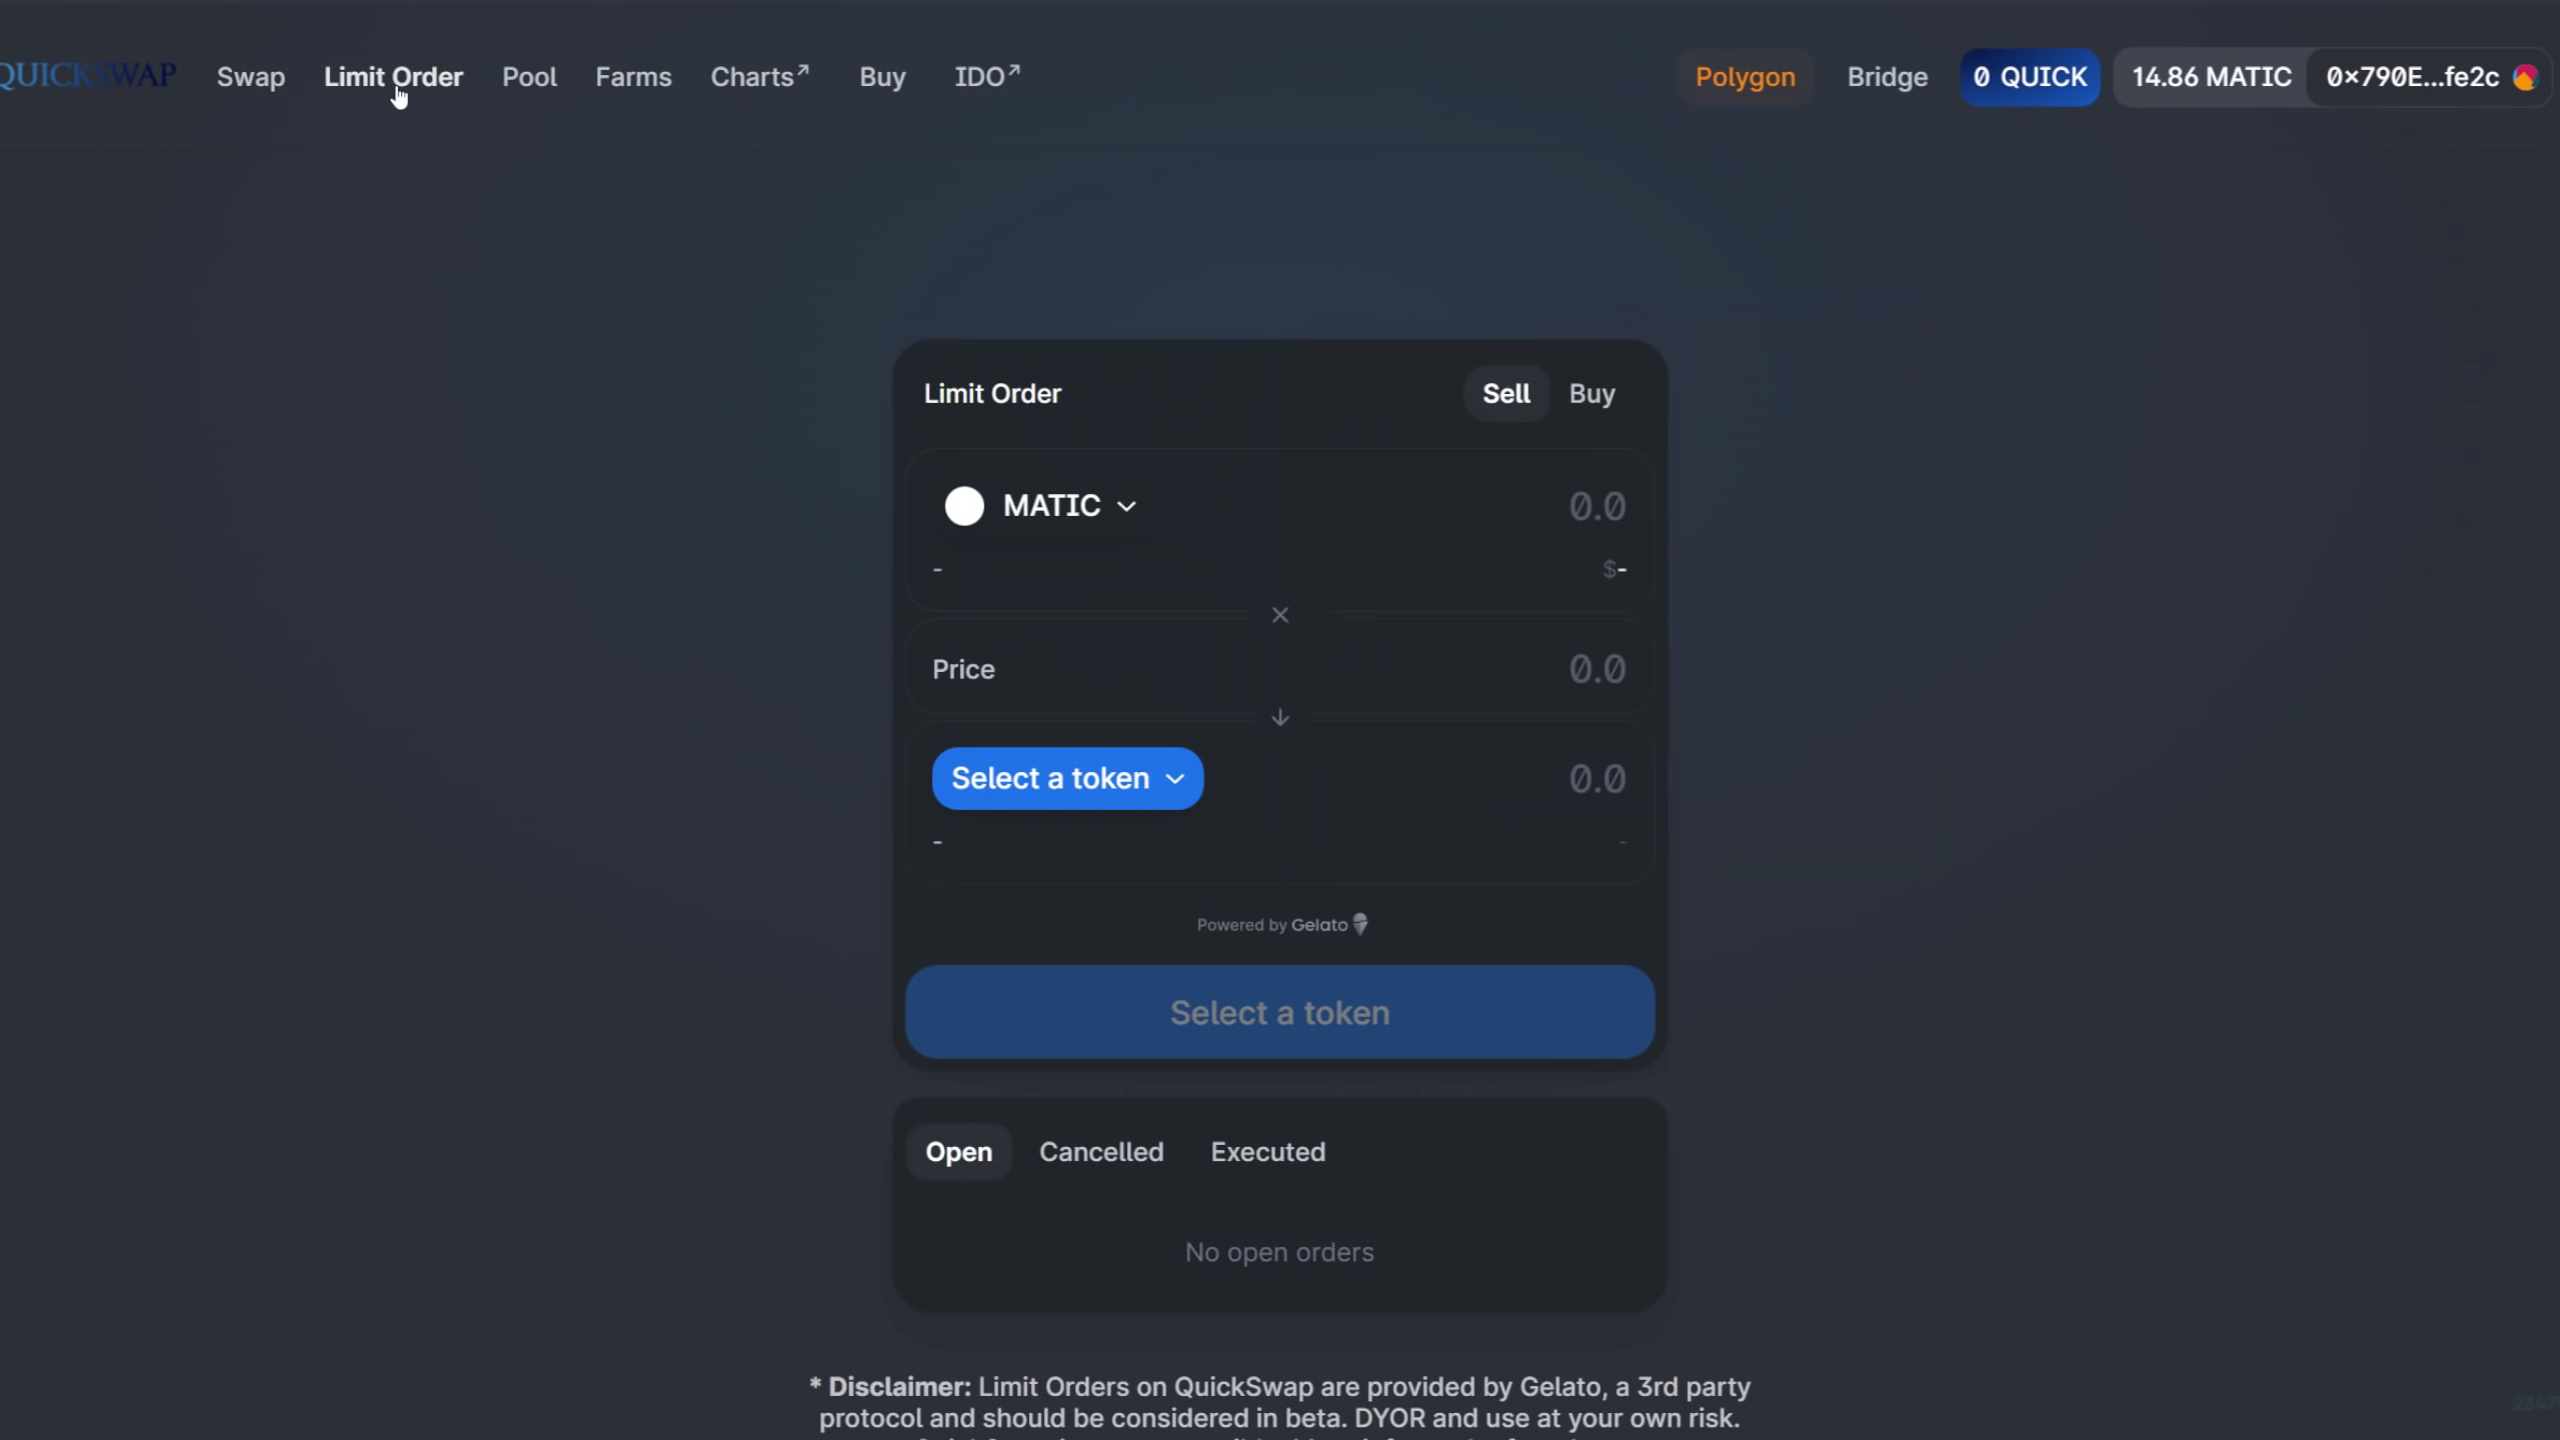 QUICKSWAP Swap Limit Order Pool Farms Charts↗ Buy IDO↗ Polygon Bridge 0 QUICK 14.86 MATIC 0×790E...fe2c
Limit Order Sell Buy
MATIC 0.0
- $-
Price 0.0
Select a token 0.0
- -
Powered by Gelato
Select a token
Open Cancelled Executed
No open orders
* Disclaimer: Limit Orders on QuickSwap are provided by Gelato, a 3rd party
protocol and should be considered in beta. DYOR and use at your own risk.